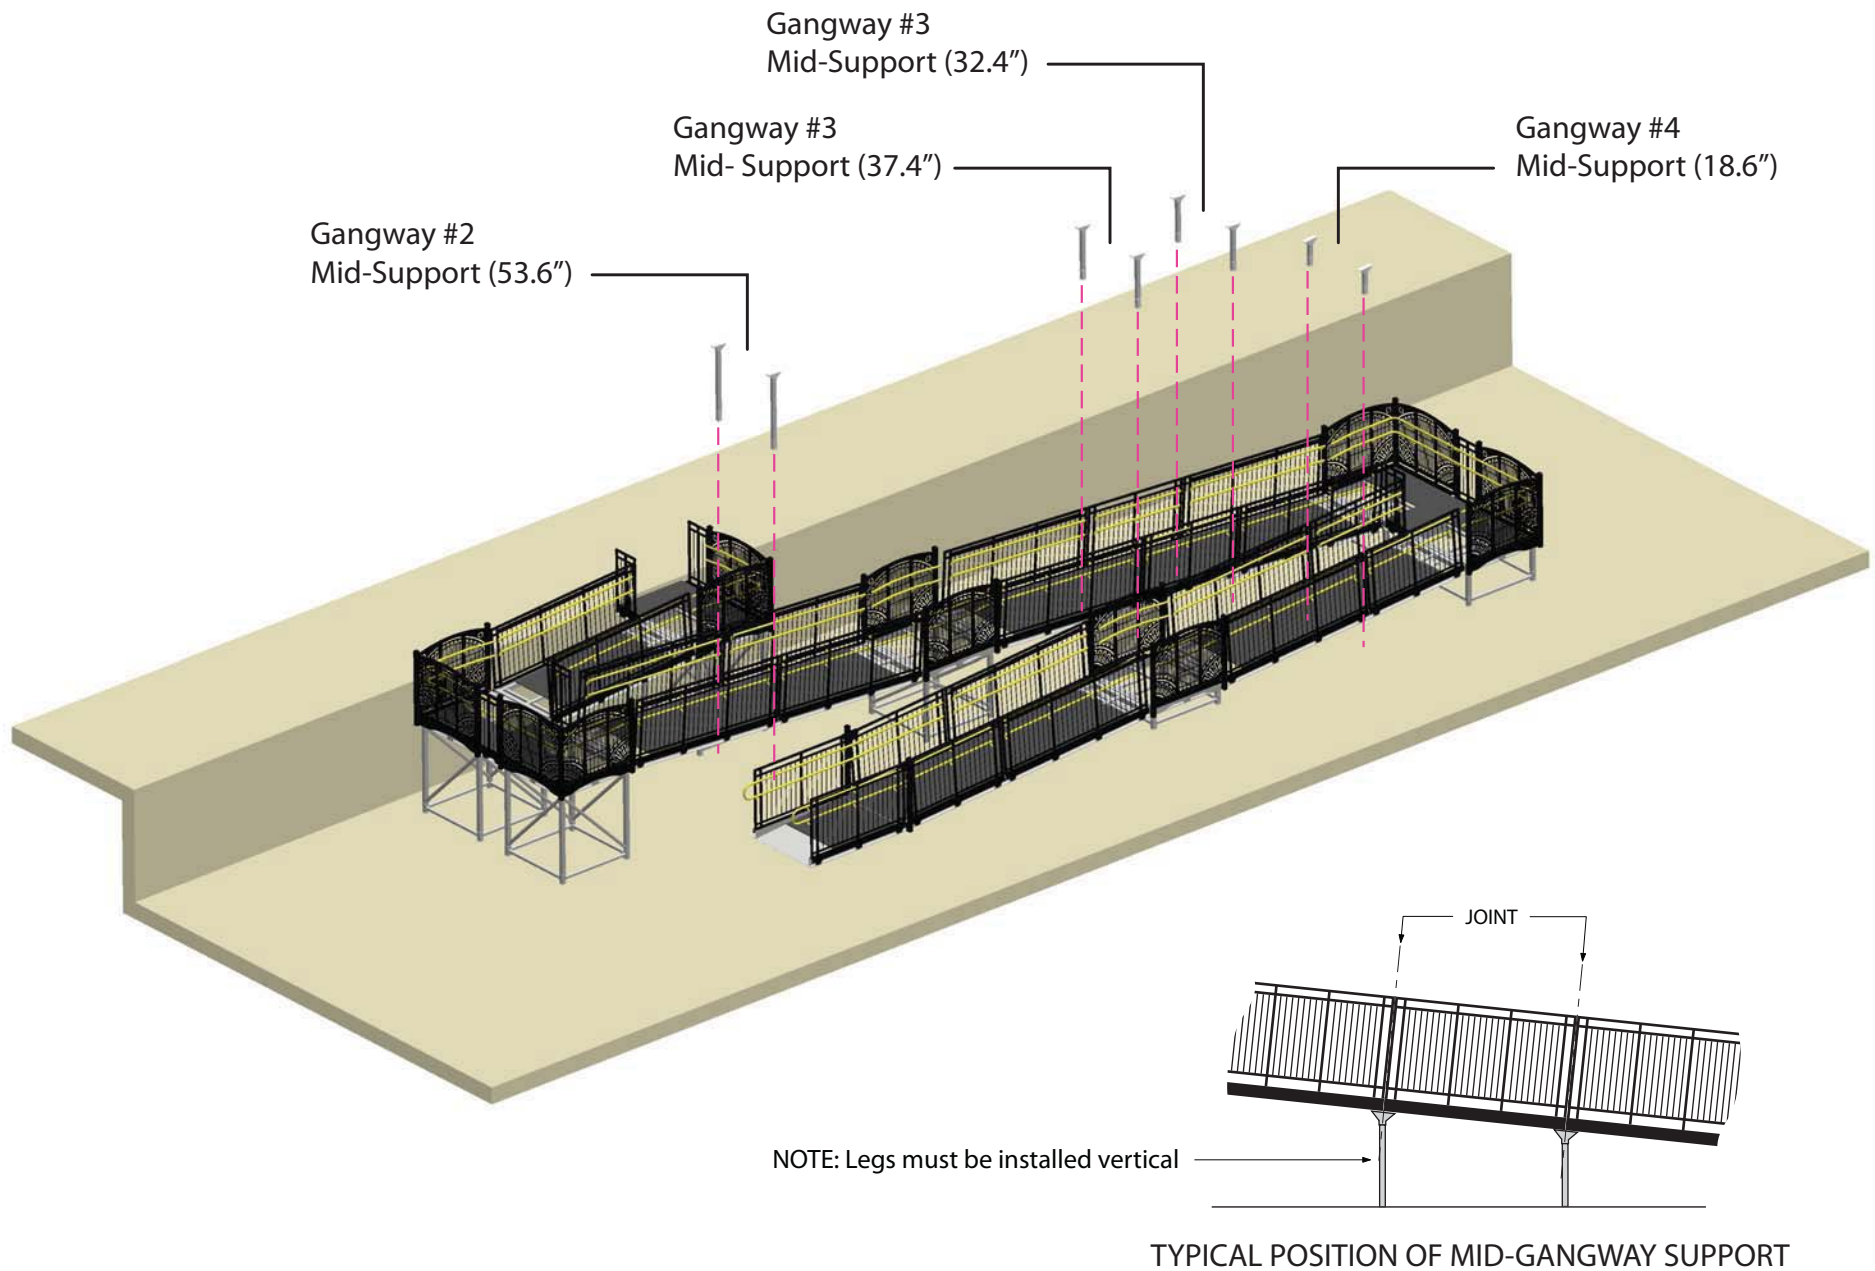 Gangway #3
Mid-Support (32.4”)
Gangway #3
Mid- Support (37.4”)
Gangway #4
Mid-Support (18.6”)
Gangway #2
Mid-Support (53.6”)
JOINT
NOTE: Legs must be installed vertical
TYPICAL POSITION OF MID-GANGWAY SUPPORT